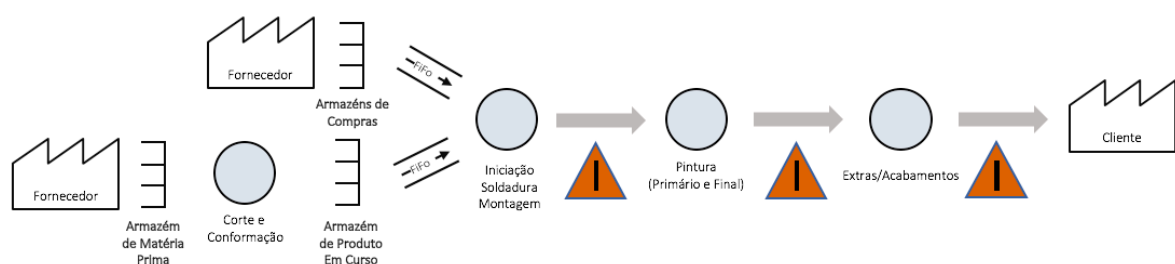 Fornecedor
Armazéns de
Compras
FiFo
Fornecedor
Armazém
de Matéria
Prima
Corte e
Conformação
Armazém
de Produto
Em Curso
FiFo
Iniciação
Soldadura
Montagem
I
Pintura
(Primário e Final)
I
Extras/Acabamentos
I
Cliente